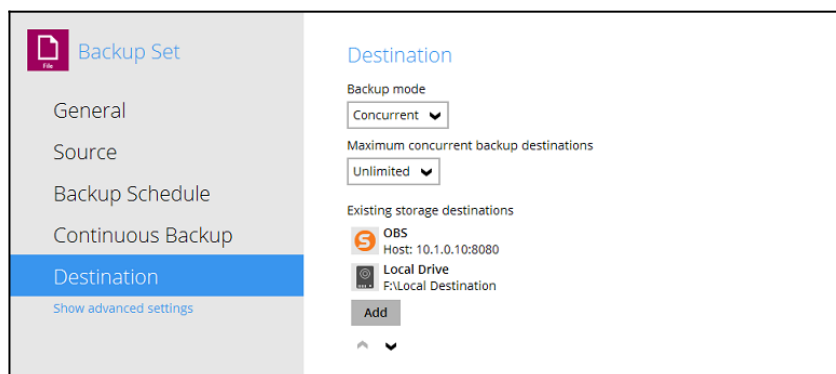 File
Backup Set
General
Source
Backup Schedule
Continuous Backup
Destination
Show advanced settings
Destination
Backup mode
Concurrent
Maximum concurrent backup destinations
Unlimited
Existing storage destinations
OBS
Host: 10.1.0.10:8080
Local Drive
F:\Local Destination
Add